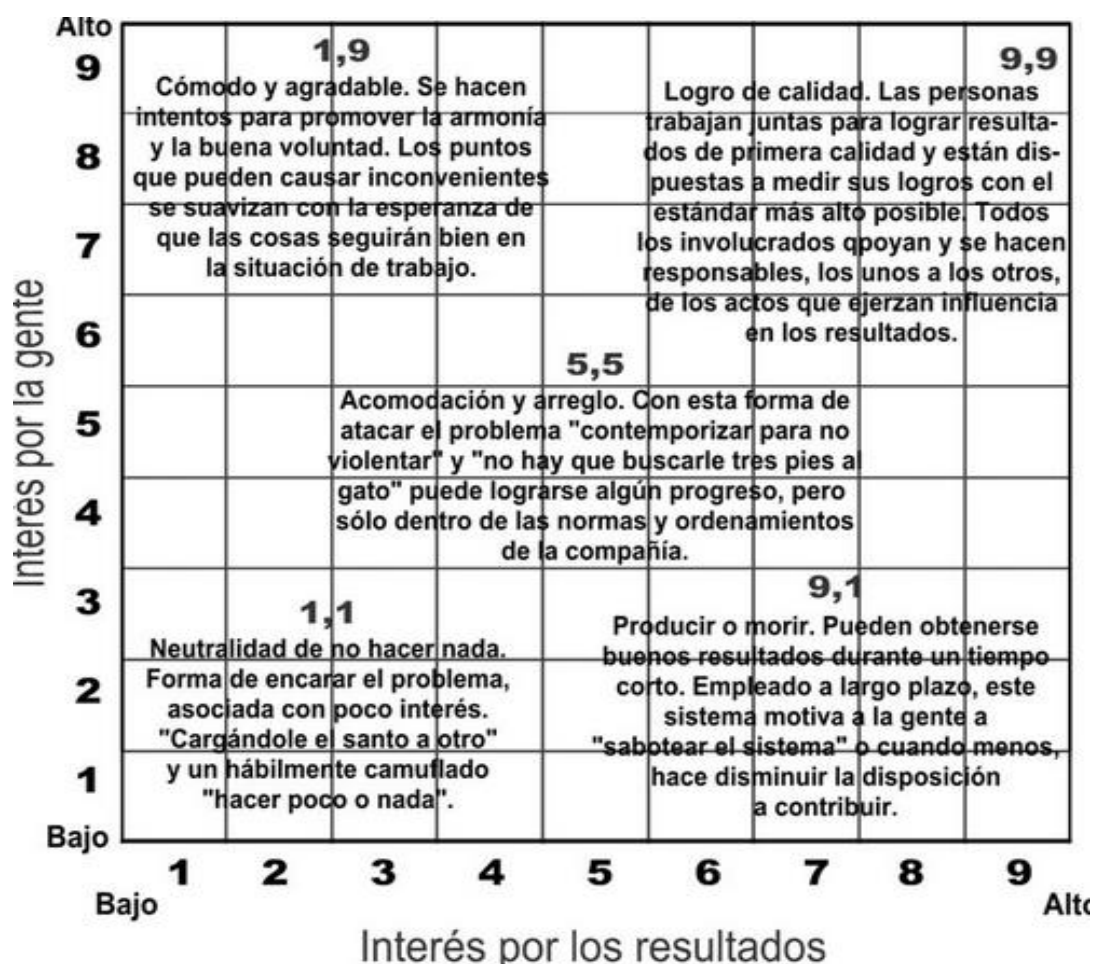 Alto
9
8
7
6
5
4
3
2
1
Bajo
Interés por la gente
1,9
Cómodo y agradable. Se hacen
intentos para promover la armonía
y la buena voluntad. Los puntos
que pueden causar inconvenientes
se suavizan con la esperanza de
que las cosas seguirán bien en
la situación de trabajo.
9,9
Logro de calidad. Las personas
trabajan juntas para lograr resulta-
dos de primera calidad y están dis-
puestas a medir sus logros con el
estándar más alto posible. Todos
los involucrados qpoyan y se hacen
responsables, los unos a los otros,
de los actos que ejerzan influencia
en los resultados.
5,5
Acomodación y arreglo. Con esta forma de
atacar el problema "contemporizar para no
violentar" y "no hay que buscarle tres pies al
gato" puede lograrse algún progreso, pero
sólo dentro de las normas y ordenamientos
de la compañía.
1,1
Neutralidad de no hacer nada.
Forma de encarar el problema,
asociada con poco interés.
"Cargándole el santo a otro"
y un hábilmente camuflado
"hacer poco o nada".
9,1
Producir o morir. Pueden obtenerse
buenos resultados durante un tiempo
corto. Empleado a largo plazo, este
sistema motiva a la gente a
"sabotear el sistema" o cuando menos,
hace disminuir la disposición
a contribuir.
1 2 3 4 5 6 7 8 9
Bajo Alto
Interés por los resultados